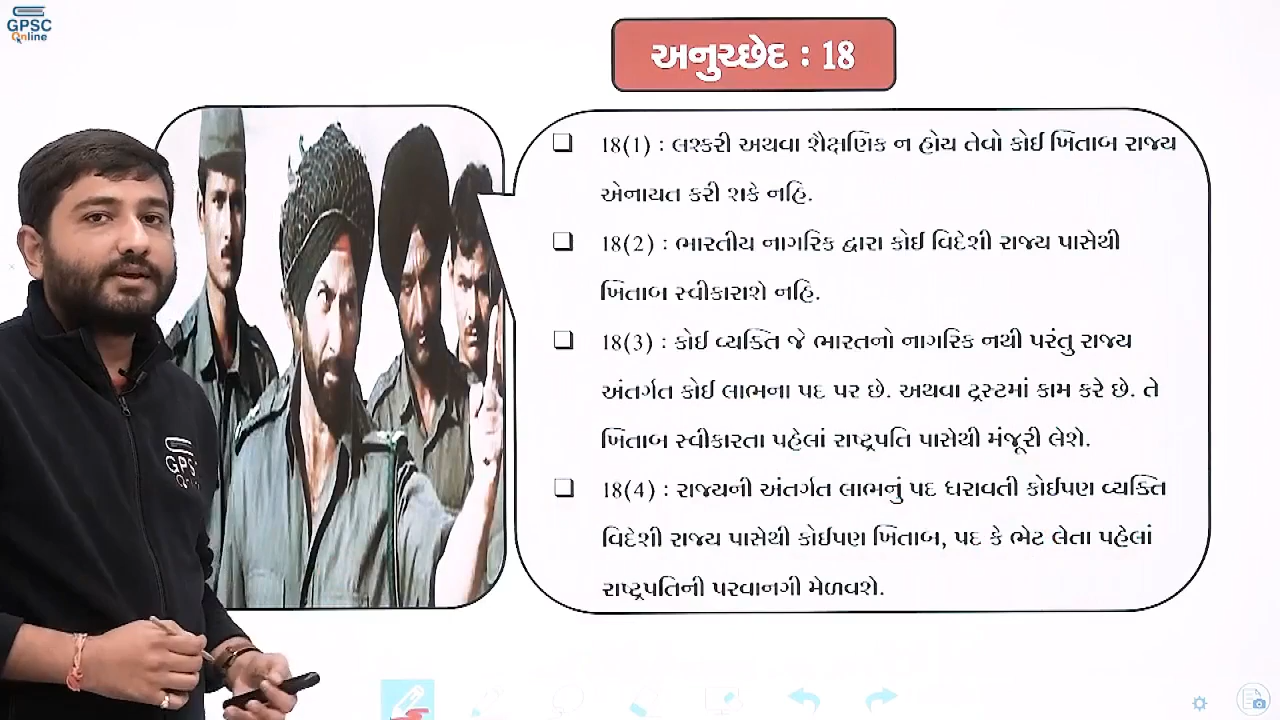 GPSC
Online
અનુચ્છેદ : 18
18(1) : લશ્કરી અથવા શૈક્ષણિક ન હોય તેવો કોઈ ખિતાબ રાજ્ય
એનાયત કરી શકે નહિ.
18(2) : ભારતીય નાગરિક દ્વારા કોઈ વિદેશી રાજ્ય પાસેથી
ખિતાબ સ્વીકારાશે નહિ.
18(3) : કોઈ વ્યક્તિ જે ભારતનો નાગરિક નથી પરંતુ રાજ્ય
અંતર્ગત કોઈ લાભના પદ પર છે. અથવા ટ્રસ્ટમાં કામ કરે છે. તે
ખિતાબ સ્વીકારતા પહેલાં રાષ્ટ્રપતિ પાસેથી મંજૂરી લેશે.
18(4) : રાજ્યની અંતર્ગત લાભનું પદ ધરાવતી કોઈપણ વ્યક્તિ
વિદેશી રાજ્ય પાસેથી કોઈપણ ખિતાબ, પદ કે ભેટ લેતા પહેલાં
રાષ્ટ્રપતિની પરવાનગી મેળવશે.
GPS